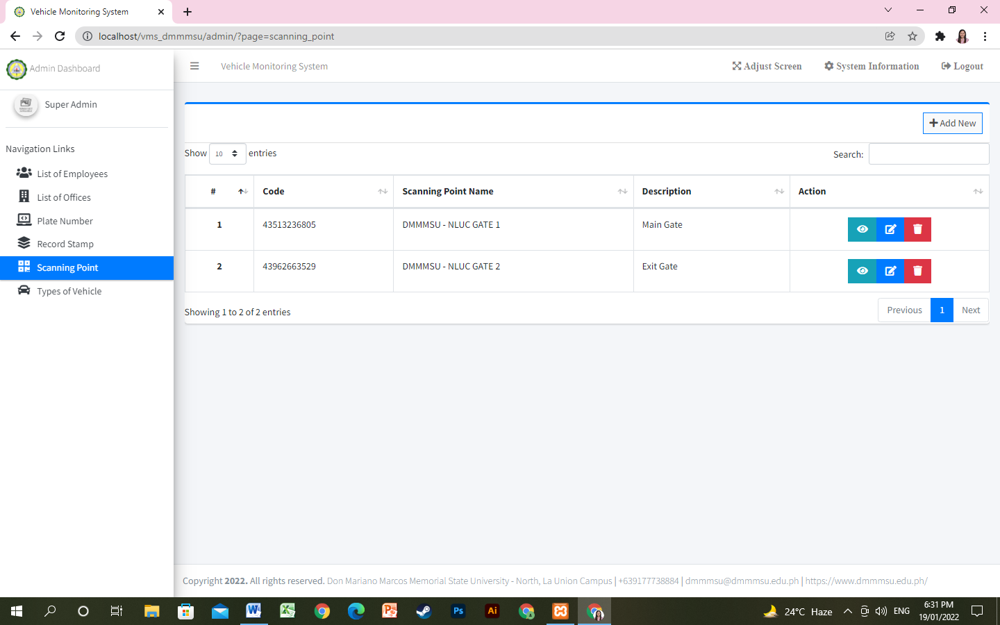 Vehicle Monitoring System
localhost/vms_dmmmsu/admin/?page=scanning_point
Admin Dashboard
Super Admin
Navigation Links
List of Employees
List of Offices
Plate Number
Record Stamp
Scanning Point
Types of Vehicle
Vehicle Monitoring System Adjust Screen System Information Logout
Add New
Show 10 entries Search:
# Code Scanning Point Name Description Action
1 43513236805 DMMMSU - NLUC GATE 1 Main Gate
2 43962663529 DMMMSU - NLUC GATE 2 Exit Gate
Showing 1 to 2 of 2 entries Previous 1 Next
Copyright 2022. All rights reserved. Don Mariano Marcos Memorial State University - North, La Union Campus | +639177738884 | dmmmsu@dmmmsu.edu.ph | https://www.dmmmsu.edu.ph/
24°C Haze ENG 6:31 PM
19/01/2022